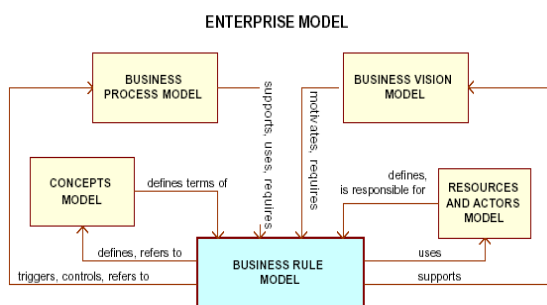 ENTERPRISE MODEL
BUSINESS
PROCESS MODEL
BUSINESS VISION
MODEL
supports, uses, requires
motivates, requires
CONCEPTS
MODEL
defines terms of
defines,
is responsible for
RESOURCES
AND ACTORS
MODEL
defines, refers to
BUSINESS RULE
MODEL
uses
triggers, controls, refers to
supports